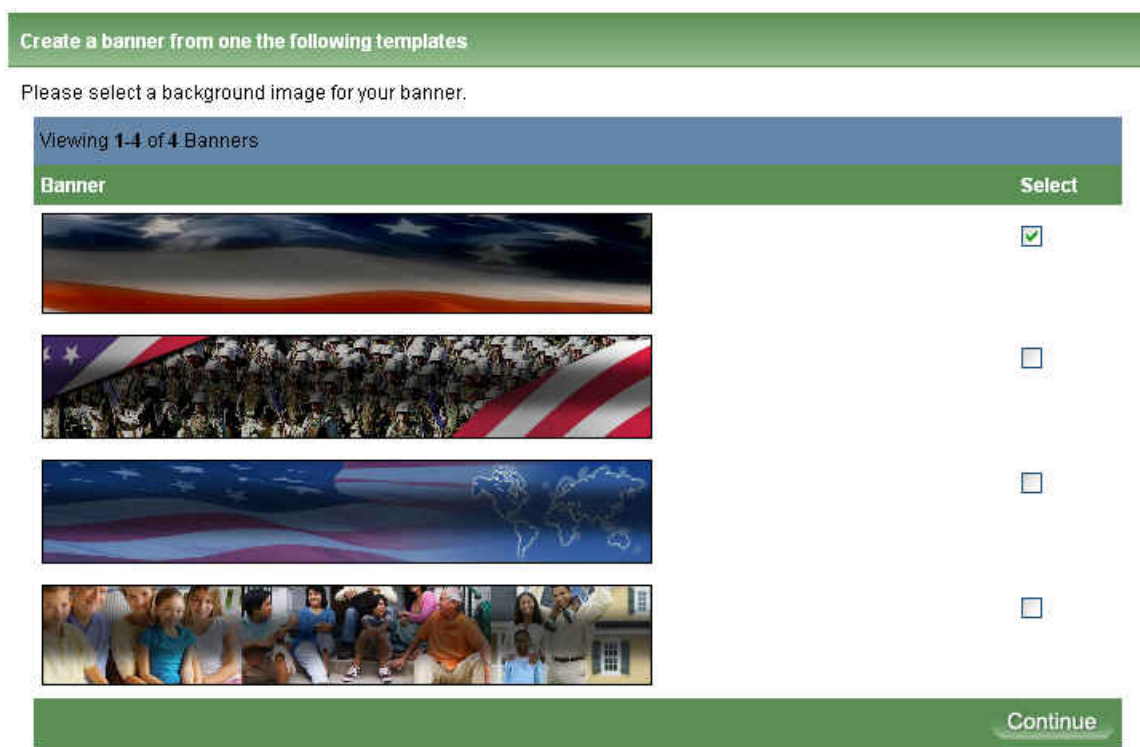 Create a banner from one the following templates
Please select a background image for your banner.
Viewing 1-4 of 4 Banners
Banner Select
Continue